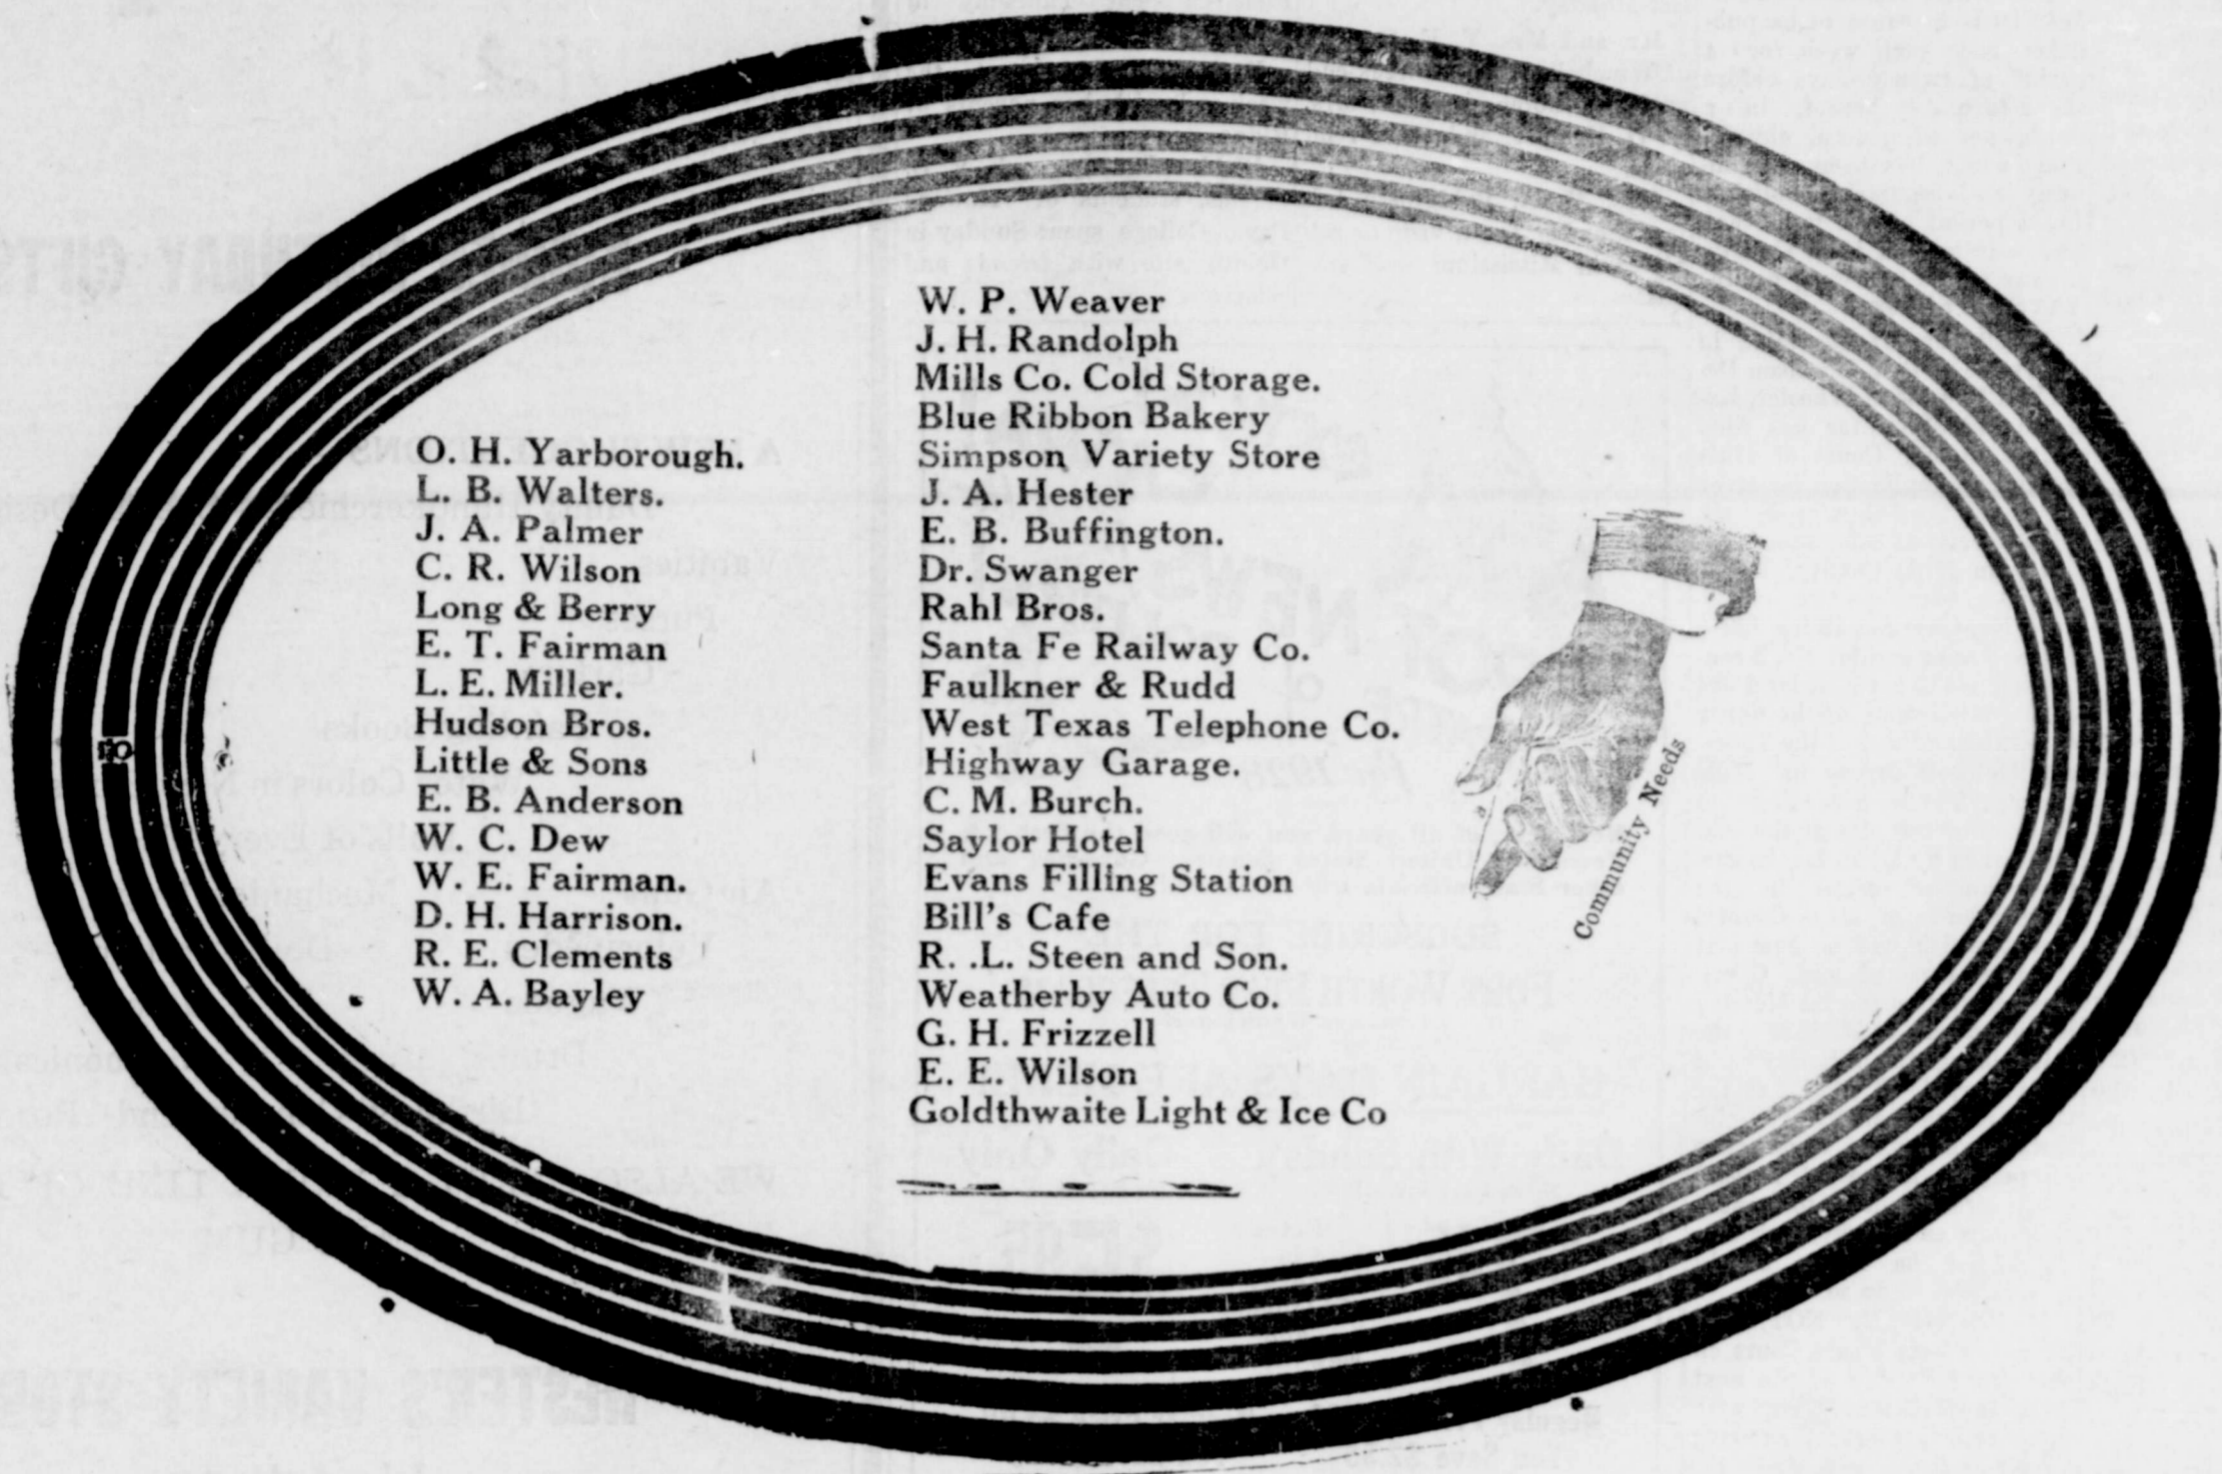 O. H. Yarborough.
L. B. Walters.
J. A. Palmer
C. R. Wilson
Long & Berry
E. T. Fairman
L. E. Miller.
Hudson Bros.
Little & Sons
E. B. Anderson
W. C. Dew
W. E. Fairman.
D. H. Harrison.
R. E. Clements
W. A. Bayley
W. P. Weaver
J. H. Randolph
Mills Co. Cold Storage.
Blue Ribbon Bakery
Simpson Variety Store
J. A. Hester
E. B. Buffington.
Dr. Swanger
Rahl Bros.
Santa Fe Railway Co.
Faulkner & Rudd
West Texas Telephone Co.
Highway Garage.
C. M. Burch.
Saylor Hotel
Evans Filling Station
Bill's Cafe
R. .L. Steen and Son.
Weatherby Auto Co.
G. H. Frizzell
E. E. Wilson
Goldthwaite Light & Ice Co
Community Needs